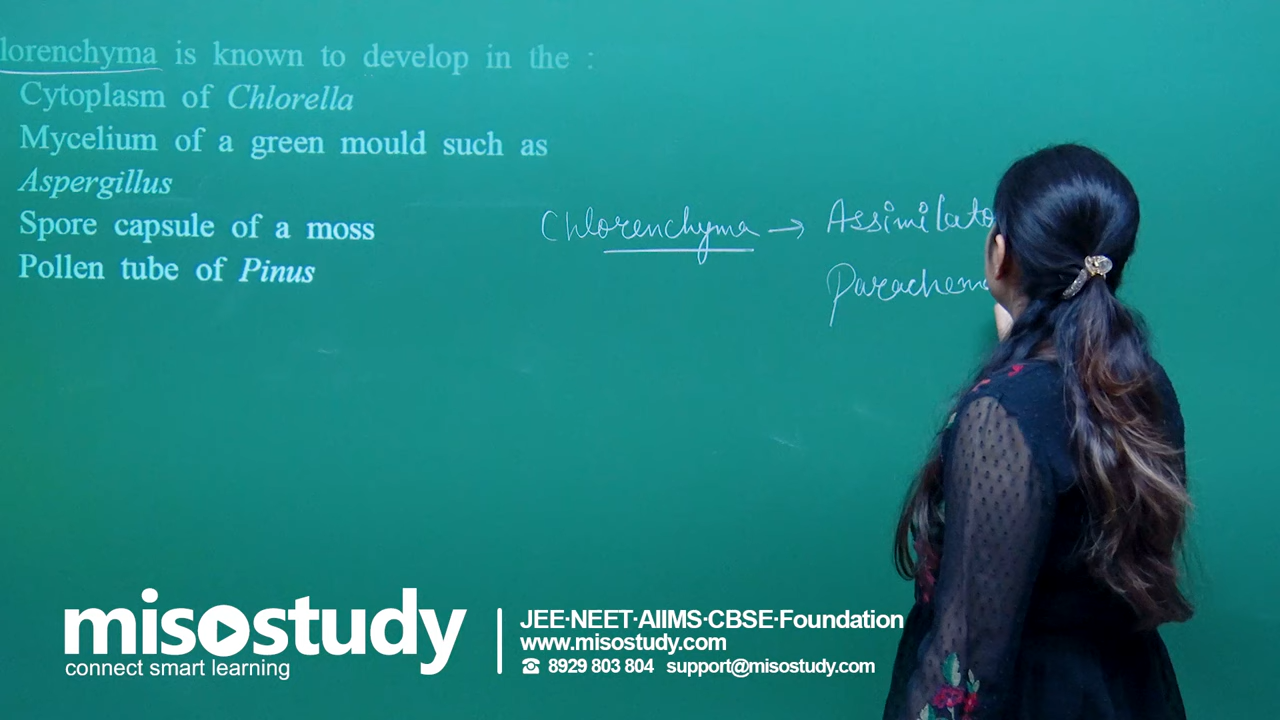 lorenchyma is known to develop in the :
Cytoplasm of Chlorella
Mycelium of a green mould such as
Aspergillus
Spore capsule of a moss
Pollen tube of Pinus
Chlorenchyma → Assimilato
Parachem
misostudy
connect smart learning
JEE·NEET·AIIMS·CBSE·Foundation
www.misostudy.com
☎ 8929 803 804 support@misostudy.com